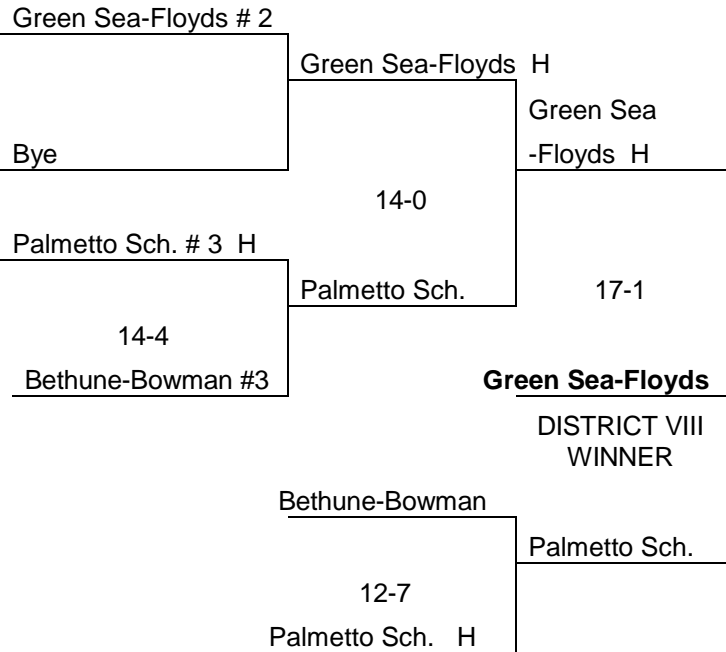 Green Sea-Floyds # 2
Green Sea-Floyds H
Green Sea
Bye
-Floyds H
14-0
Palmetto Sch. # 3 H
Palmetto Sch.
17-1
14-4
Bethune-Bowman #3
Green Sea-Floyds
DISTRICT VIII
WINNER
Bethune-Bowman
Palmetto Sch.
12-7
Palmetto Sch. H